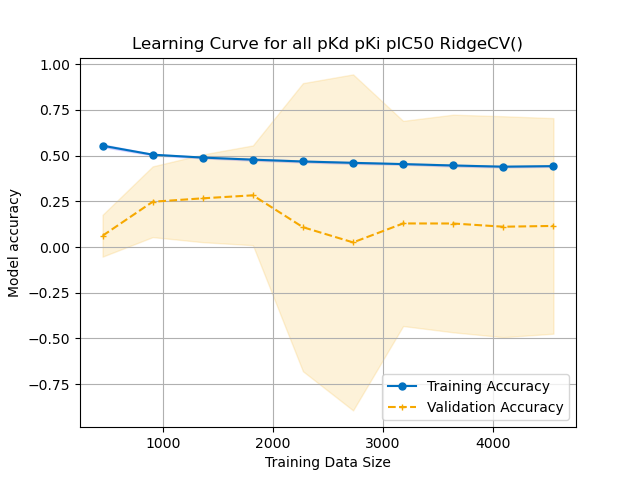 Learning Curve for all pKd pKi pIC50 RidgeCV()
1.00
0.75
0.50
0.25
0.00
−0.25
−0.50
−0.75
Model accuracy
1000
2000
3000
4000
Training Data Size
Training Accuracy
Validation Accuracy